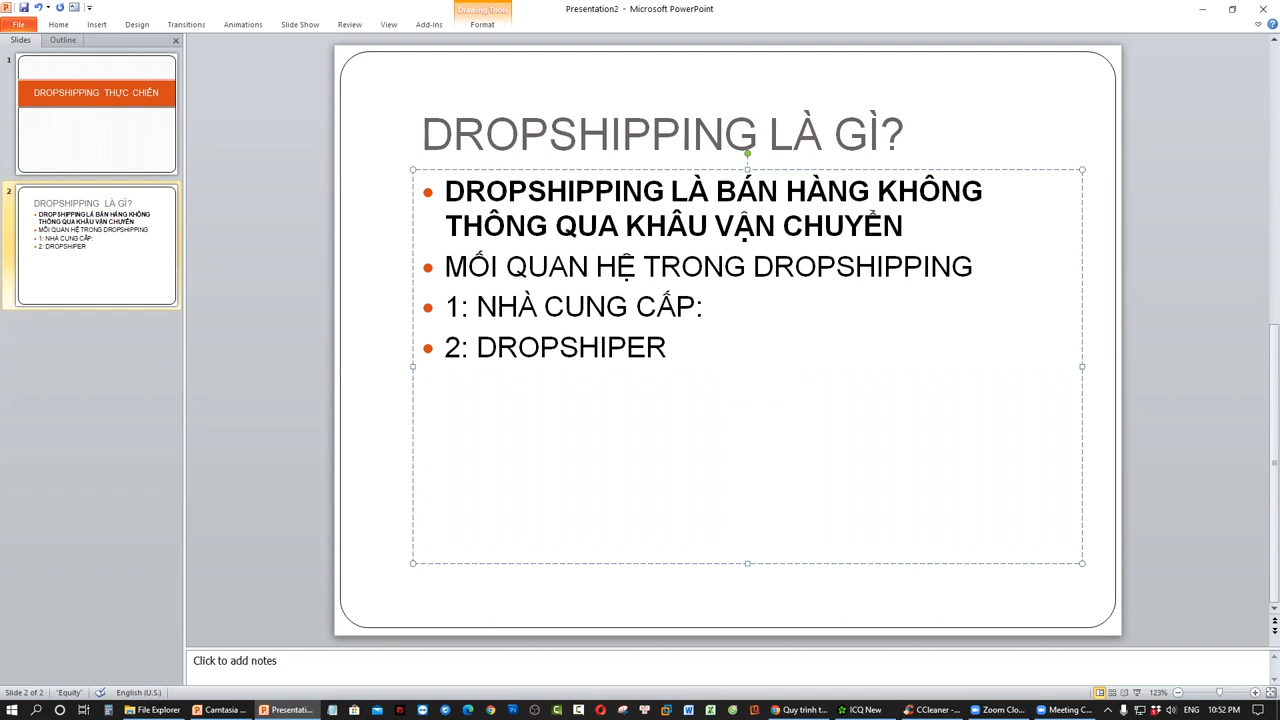 Drawing Tools
Presentation2 - Microsoft PowerPoint
File Home Insert Design Transitions Animations Slide Show Review View Add-Ins Format
Slides Outline
1
DROPSHIPPING THỰC CHIẾN
2
DROPSHIPPING LÀ GÌ?
DROPSHIPPING LÀ BÁN HÀNG KHÔNG
THÔNG QUA KHÂU VẬN CHUYỂN
MỐI QUAN HỆ TRONG DROPSHIPPING
1: NHÀ CUNG CẤP:
2: DROPSHIPER
DROPSHIPPING LÀ GÌ?
DROPSHIPPING LÀ BÁN HÀNG KHÔNG
THÔNG QUA KHÂU VẬN CHUYỂN
MỐI QUAN HỆ TRONG DROPSHIPPING
1: NHÀ CUNG CẤP:
2: DROPSHIPER
Click to add notes
Slide 2 of 2 "Equity" English (U.S.) 123%
File Explorer Camtasia Presentati... Quy trình t... ICQ New CCleaner - ... Zoom Clo... Meeting C... ENG 10:52 PM